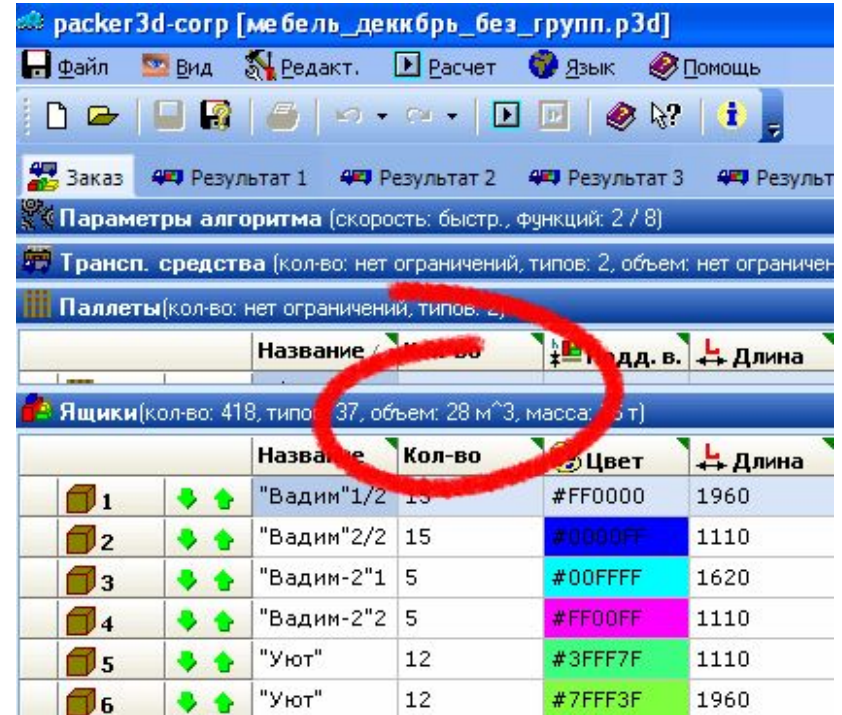 packer3d-corp [мебель_деккбрь_без_групп.p3d]
Файл Вид Редакт. Расчет Язык Помощь
Заказ Результат 1 Результат 2 Результат 3 Результ
Параметры алгоритма (скорость: быстр., функций: 2 / 8)
Трансп. средства (кол-во: нет ограничений, типов: 2, объем: нет ограничен
Паллеты(кол-во: нет ограничений, типов: 2)
Название Кол-во Подд. в. Длина
Ящики(кол-во: 418, типов: 37, объем: 28 м^3, масса: т)
Название Кол-во Цвет Длина
1 "Вадим"1/2 15 #FF0000 1960
2 "Вадим"2/2 15 #0000FF 1110
3 "Вадим-2"1 5 #00FFFF 1620
4 "Вадим-2"2 5 #FF00FF 1110
5 "Уют" 12 #3FFF7F 1110
6 "Уют" 12 #7FFF3F 1960